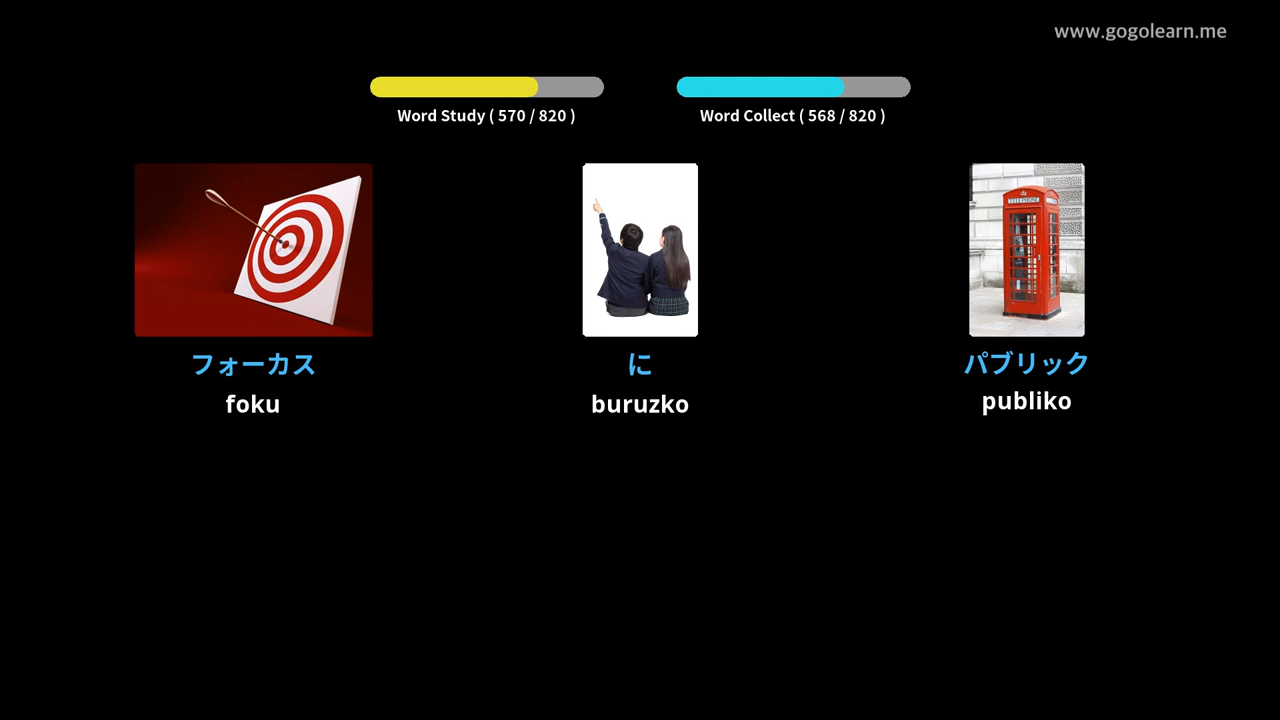 www.gogolearn.me
Word Study ( 570 / 820 )
Word Collect ( 568 / 820 )
TELEPHONE
フォーカス
に
パブリック
foku
buruzko
publiko